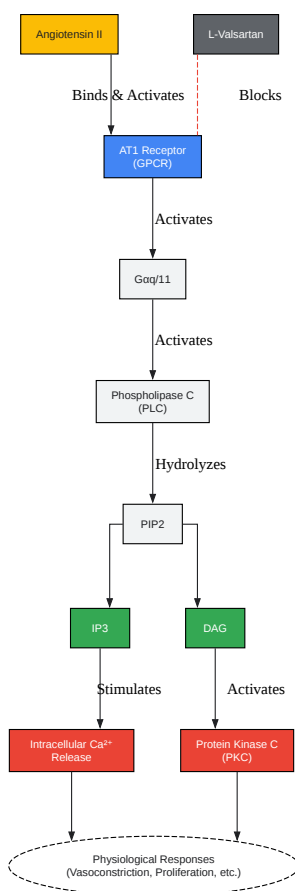 Angiotensin II
L-Valsartan
Binds & Activates
Blocks
AT1 Receptor
(GPCR)
Activates
Gαq/11
Activates
Phospholipase C
(PLC)
Hydrolyzes
PIP2
IP3
DAG
Stimulates
Activates
Intracellular Ca²⁺
Release
Protein Kinase C
(PKC)
Physiological Responses
(Vasoconstriction, Proliferation, etc.)